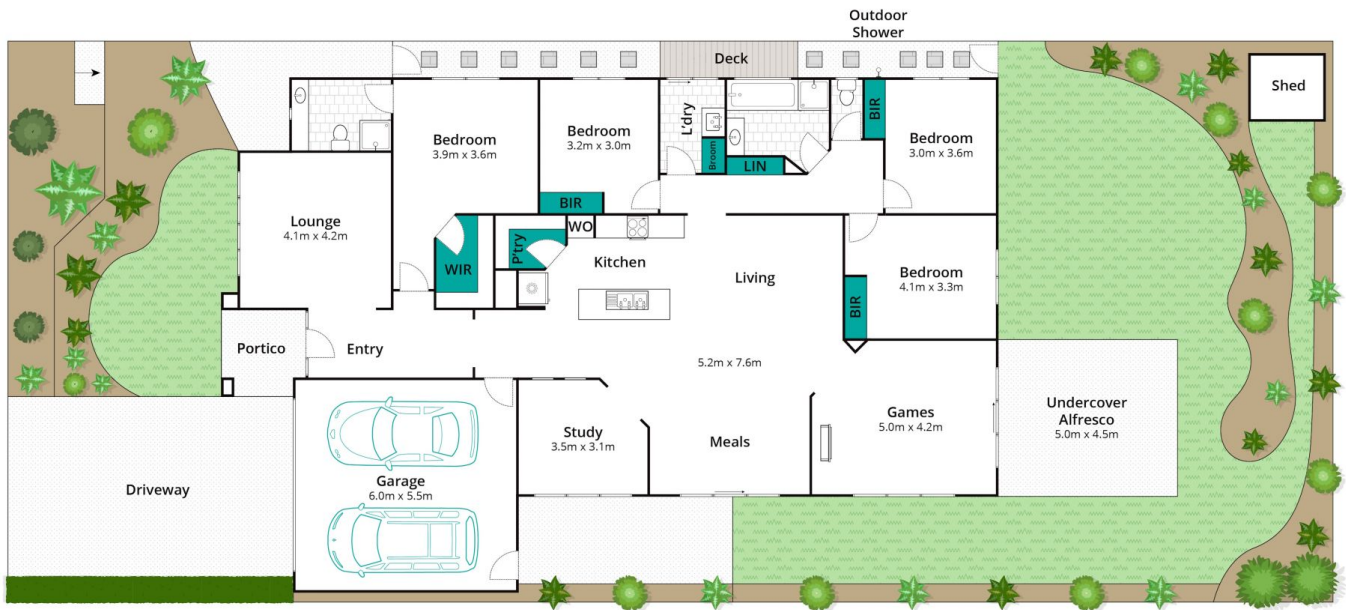 Outdoor
Shower
Deck
Shed
L'dry
Broom
LIN
BIR
Bedroom
3.9m x 3.6m
Bedroom
3.2m x 3.0m
BIR
Bedroom
3.0m x 3.6m
Lounge
4.1m x 4.2m
WIR
P'try
WO
Kitchen
Living
BIR
Bedroom
4.1m x 3.3m
Portico
Entry
5.2m x 7.6m
Driveway
Garage
6.0m x 5.5m
Study
3.5m x 3.1m
Meals
Games
5.0m x 4.2m
Undercover
Alfresco
5.0m x 4.5m